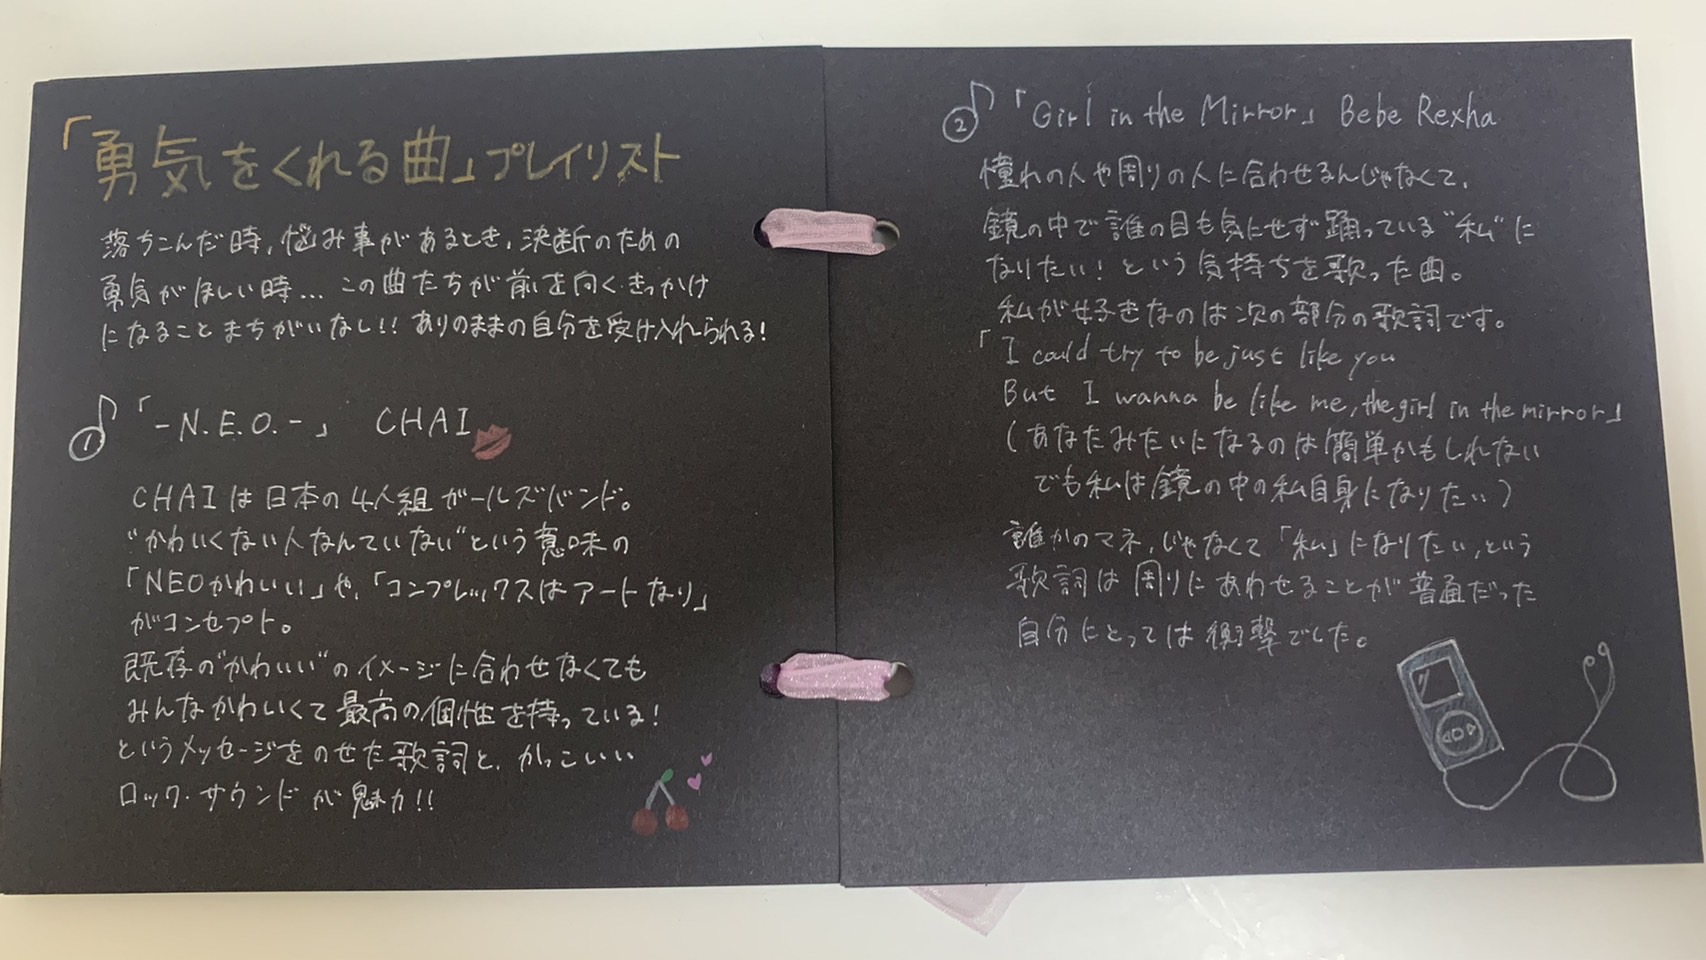 「勇気をくれる曲」プレイリスト
落ちこんだ時,悩み事があるとき,決断のための
勇気がほしい時...この曲たちが前を向くきっかけ
になることまちがいなし!!ありのままの自分を受け入れられる!
①「-N.E.O.-」 CHAI
CHAIは日本の4人組ガールズバンド。
"かわいくない人なんていない"という意味の
「NEOかわいい」や,「コンプレックスはアートなり」
がコンセプト。
既存の"かわいい"のイメージに合わせなくても
みんなかわいくて最高の個性を持っている!
というメッセージをのせた歌詞と,かっこいい
ロック・サウンドが魅力!!
②「Girl in the Mirror」 Bebe Rexha
憧れの人や周りの人に合わせるんじゃなくて,
鏡の中で誰の目も気にせず踊っている"私"に
なりたい!という気持ちを歌った曲。
私が好きなのは次の部分の歌詞です。
「I could try to be just like you
But I wanna be like me, the girl in the mirror」
(あなたみたいになるのは簡単かもしれない
でも私は鏡の中の私自身になりたい)
誰かのマネ,じゃなくて「私」になりたい,という
歌詞は周りにあわせることが普通だった
自分にとっては衝撃でした。